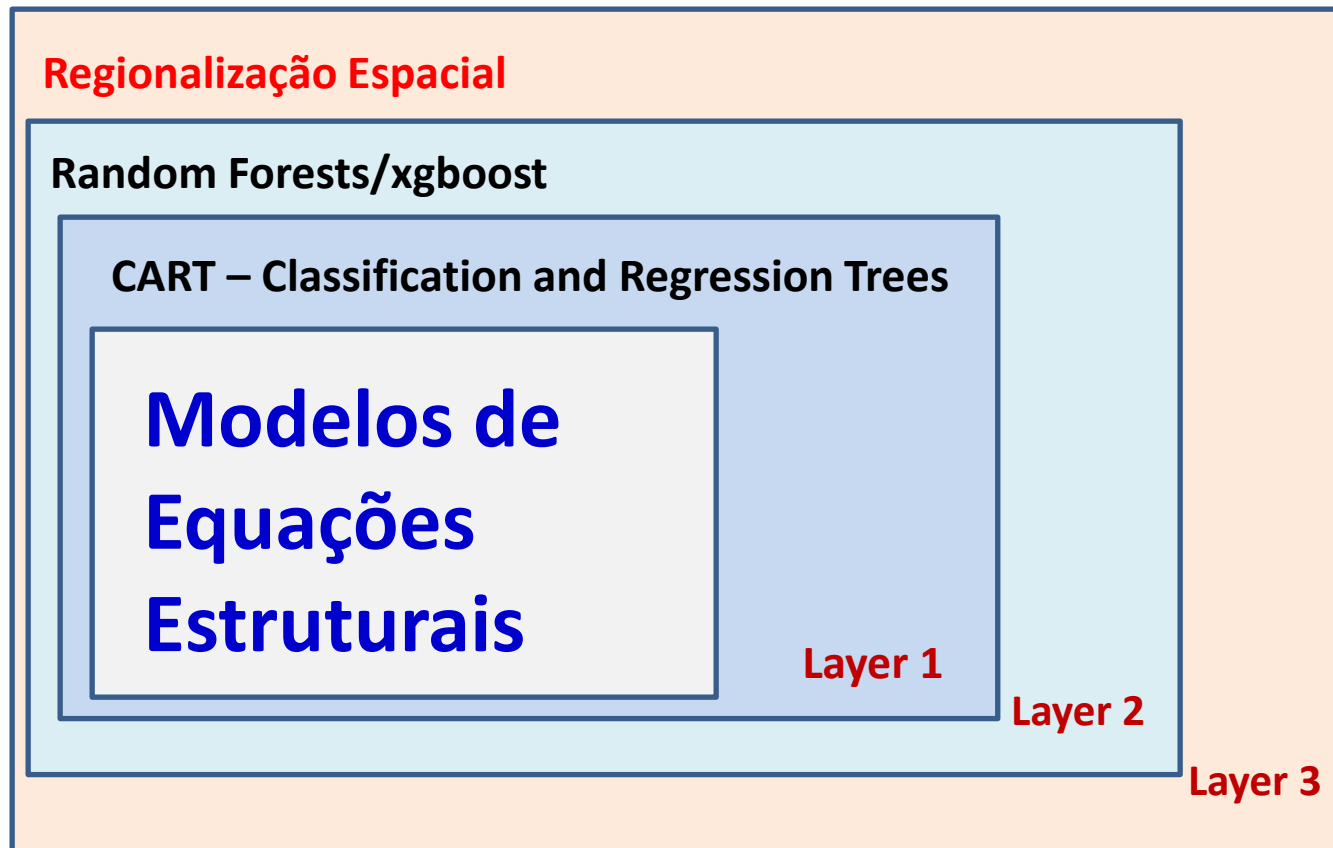 Regionalização Espacial
Random Forests/xgboost
CART – Classification and Regression Trees
Modelos de
Equações
Estruturais
Layer 1
Layer 2
Layer 3